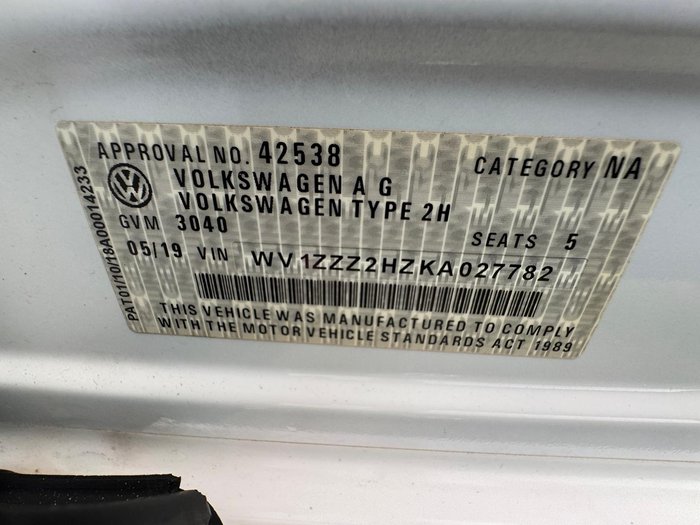 APPROVAL NO. 42538 CATEGORY NA
VOLKSWAGEN AG
VOLKSWAGEN TYPE 2H
GVM 3040 SEATS 5
05/19 VIN WV1ZZZ2HZKA027782
THIS VEHICLE WAS MANUFACTURED TO COMPLY
WITH THE MOTOR VEHICLE STANDARDS ACT 1989
PAT01/10/18A00014233